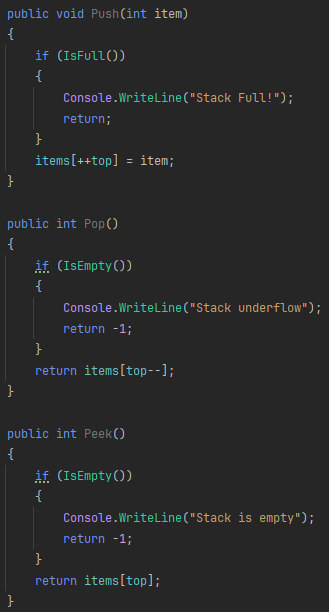 public void Push(int item)
{
    if (IsFull())
    {
        Console.WriteLine("Stack Full!");
        return;
    }
    items[++top] = item;
}

public int Pop()
{
    if (IsEmpty())
    {
        Console.WriteLine("Stack underflow");
        return -1;
    }
    return items[top--];
}

public int Peek()
{
    if (IsEmpty())
    {
        Console.WriteLine("Stack is empty");
        return -1;
    }
    return items[top];
}